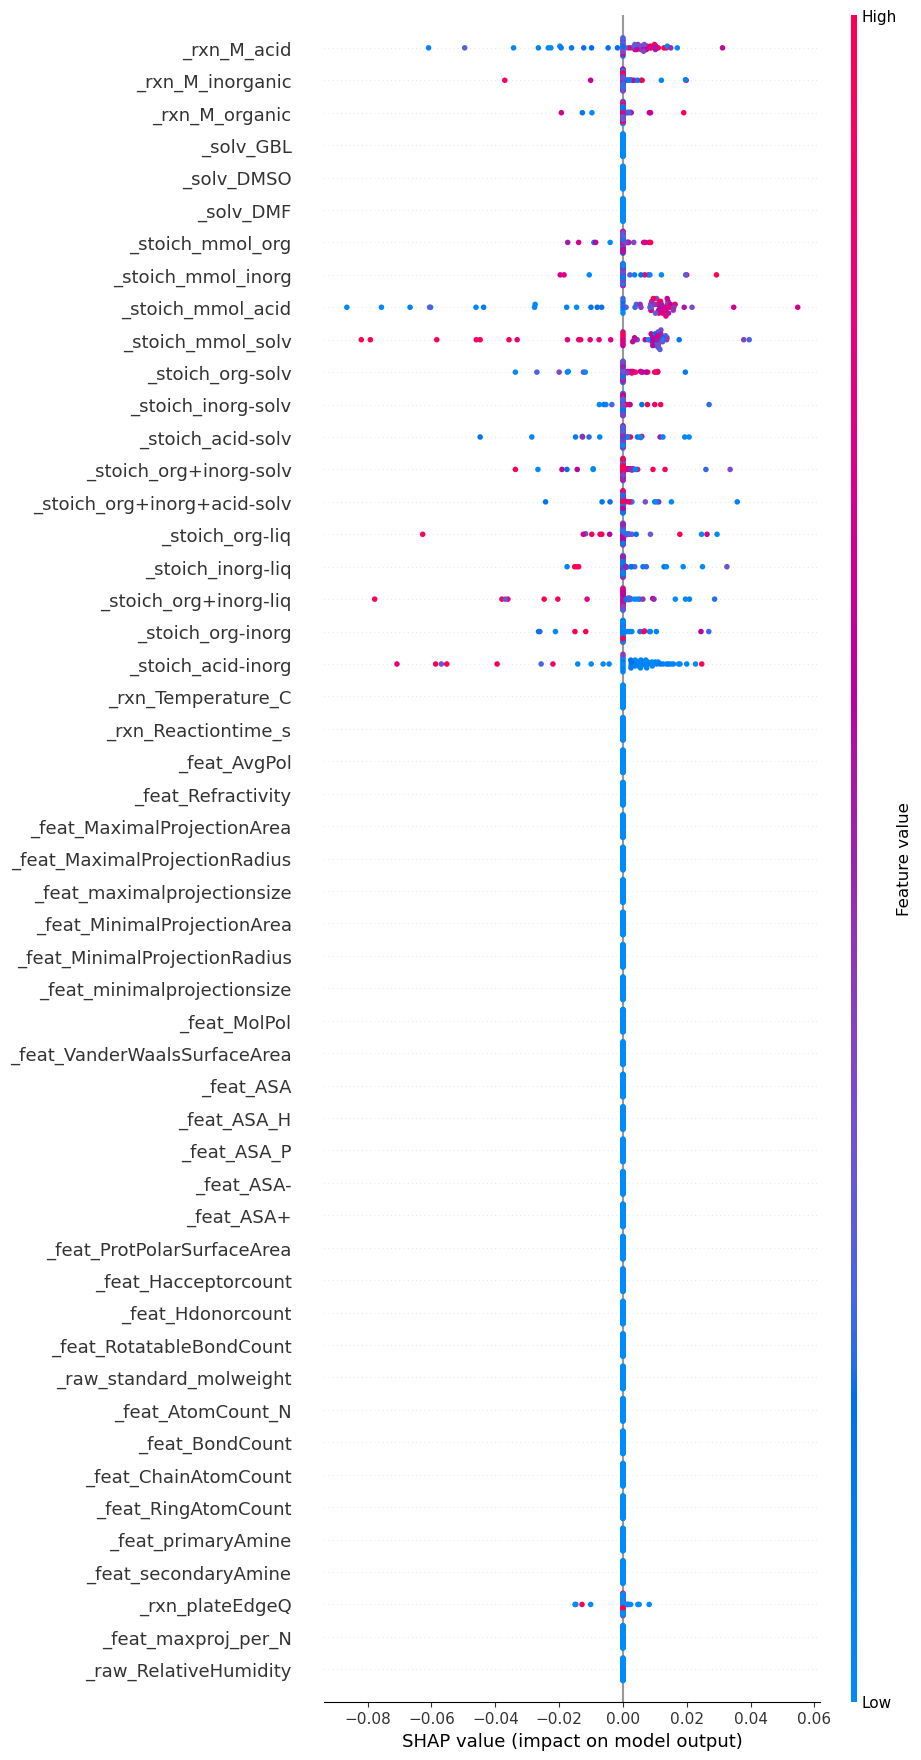 High
_rxn_M_acid
_rxn_M_inorganic
_rxn_M_organic
_solv_GBL
_solv_DMSO
_solv_DMF
_stoich_mmol_org
_stoich_mmol_inorg
_stoich_mmol_acid
_stoich_mmol_solv
_stoich_org-solv
_stoich_inorg-solv
_stoich_acid-solv
_stoich_org+inorg-solv
_stoich_org+inorg+acid-solv
_stoich_org-liq
_stoich_inorg-liq
_stoich_org+inorg-liq
_stoich_org-inorg
_stoich_acid-inorg
_rxn_Temperature_C
_rxn_Reactiontime_s
_feat_AvgPol
_feat_Refractivity
_feat_MaximalProjectionArea
_feat_MaximalProjectionRadius
_feat_maximalprojectionsize
_feat_MinimalProjectionArea
_feat_MinimalProjectionRadius
_feat_minimalprojectionsize
_feat_MolPol
_feat_VanderWaalsSurfaceArea
_feat_ASA
_feat_ASA_H
_feat_ASA_P
_feat_ASA-
_feat_ASA+
_feat_ProtPolarSurfaceArea
_feat_Hacceptorcount
_feat_Hdonorcount
_feat_RotatableBondCount
_raw_standard_molweight
_feat_AtomCount_N
_feat_BondCount
_feat_ChainAtomCount
_feat_RingAtomCount
_feat_primaryAmine
_feat_secondaryAmine
_rxn_plateEdgeQ
_feat_maxproj_per_N
_raw_RelativeHumidity
Feature value
Low
−0.08 −0.06 −0.04 −0.02 0.00 0.02 0.04 0.06
SHAP value (impact on model output)